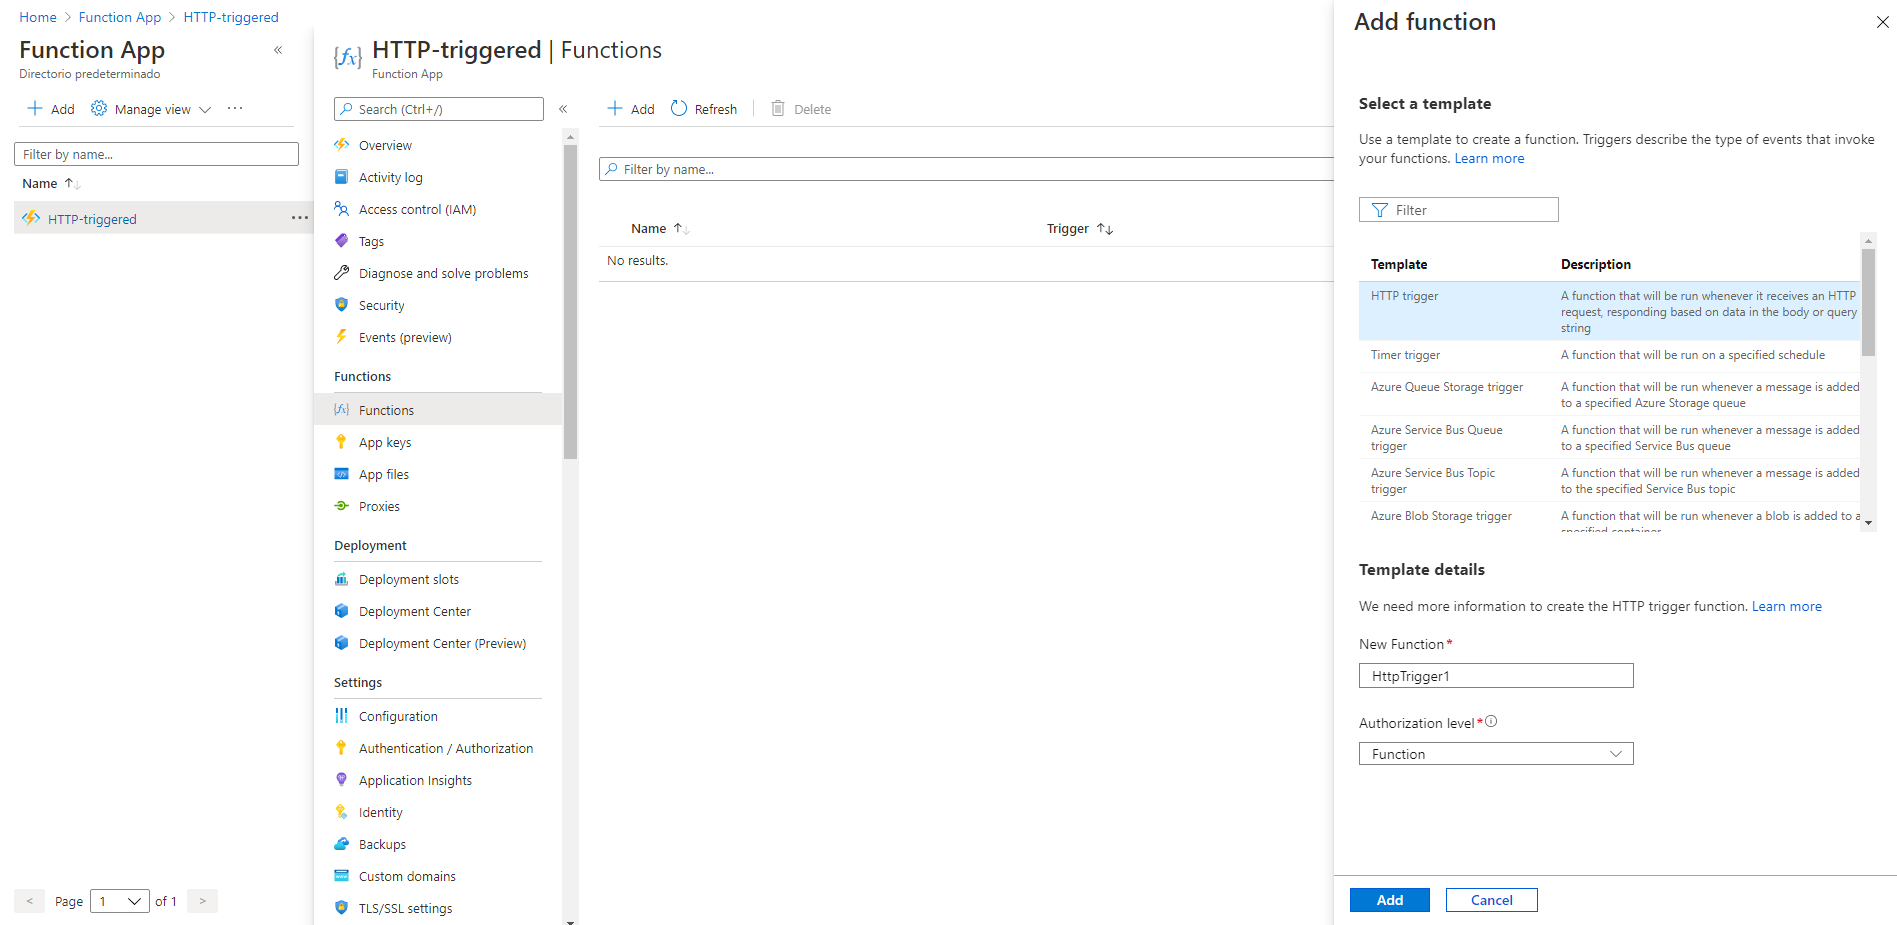 Home > Function App > HTTP-triggered
Function App «
Directorio predeterminado
+ Add Manage view ...
Filter by name...
Name ↑↓
HTTP-triggered ...
< Page 1 of 1 >
{fx} HTTP-triggered | Functions
Function App
Search (Ctrl+/) «
Overview
Activity log
Access control (IAM)
Tags
Diagnose and solve problems
Security
Events (preview)
Functions
{fx} Functions
App keys
App files
Proxies
Deployment
Deployment slots
Deployment Center
Deployment Center (Preview)
Settings
Configuration
Authentication / Authorization
Application Insights
Identity
Backups
Custom domains
TLS/SSL settings
+ Add Refresh Delete
Filter by name...
Name ↑↓ Trigger ↑↓
No results.
Add function
Select a template
Use a template to create a function. Triggers describe the type of events that invoke
your functions. Learn more
Filter
Template Description
HTTP trigger A function that will be run whenever it receives an HTTP
request, responding based on data in the body or query
string
Timer trigger A function that will be run on a specified schedule
Azure Queue Storage trigger A function that will be run whenever a message is added
to a specified Azure Storage queue
Azure Service Bus Queue A function that will be run whenever a message is added
trigger to a specified Service Bus queue
Azure Service Bus Topic A function that will be run whenever a message is added
trigger to the specified Service Bus topic
Azure Blob Storage trigger A function that will be run whenever a blob is added to a
specified container
Template details
We need more information to create the HTTP trigger function. Learn more
New Function *
HttpTrigger1
Authorization level *
Function
Add Cancel